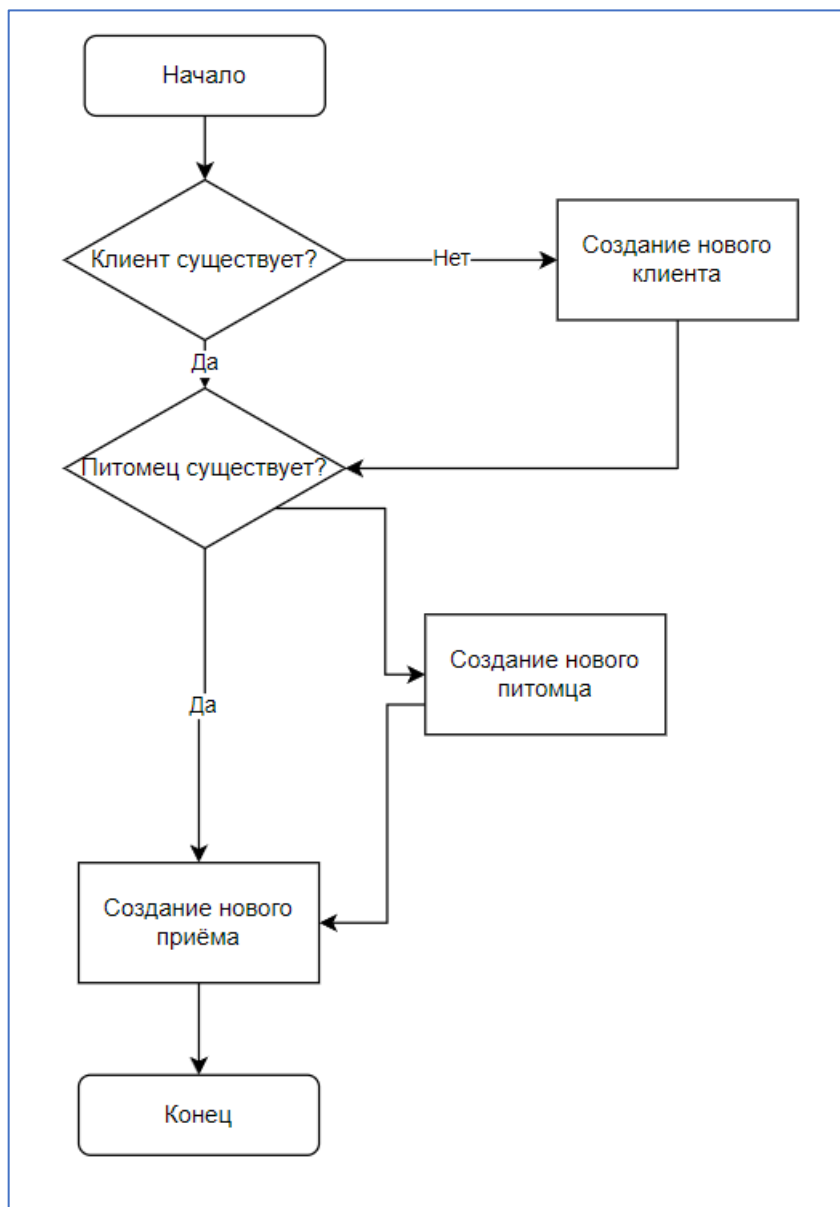 Начало
Клиент существует?
Нет
Создание нового
клиента
Да
Питомец существует?
Создание нового
питомца
Да
Создание нового
приёма
Конец